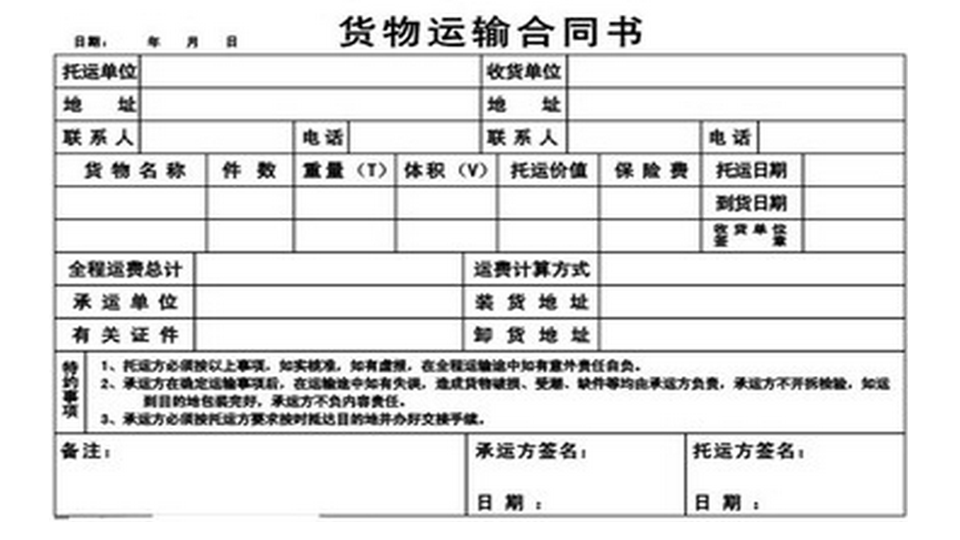 货物运输合同书
日期： 年 月 日
托运单位 收货单位
地 址 地 址
联系人 电话 联系人 电话
货物名称 件数 重量（T） 体积（V） 托运价值 保险费 托运日期
到货日期
收货单位
签 章
全程运费总计 运费计算方式
承运单位 装货地址
有关证件 卸货地址
特约事项
1、托运方必须按以上事项，如实核准，如有虚报，在全程运输途中如有意外责任自负。
2、承运方在确定运输事项后，在运输途中如有失误，造成货物破损、受潮、缺件等均由承运方负责，承运方不开拆检验，如运
到目的地包装完好，承运方不负内容责任。
3、承运方必须按托运方要求按时抵达目的地并办好交接手续。
备注： 承运方签名： 托运方签名：
日期： 日期：